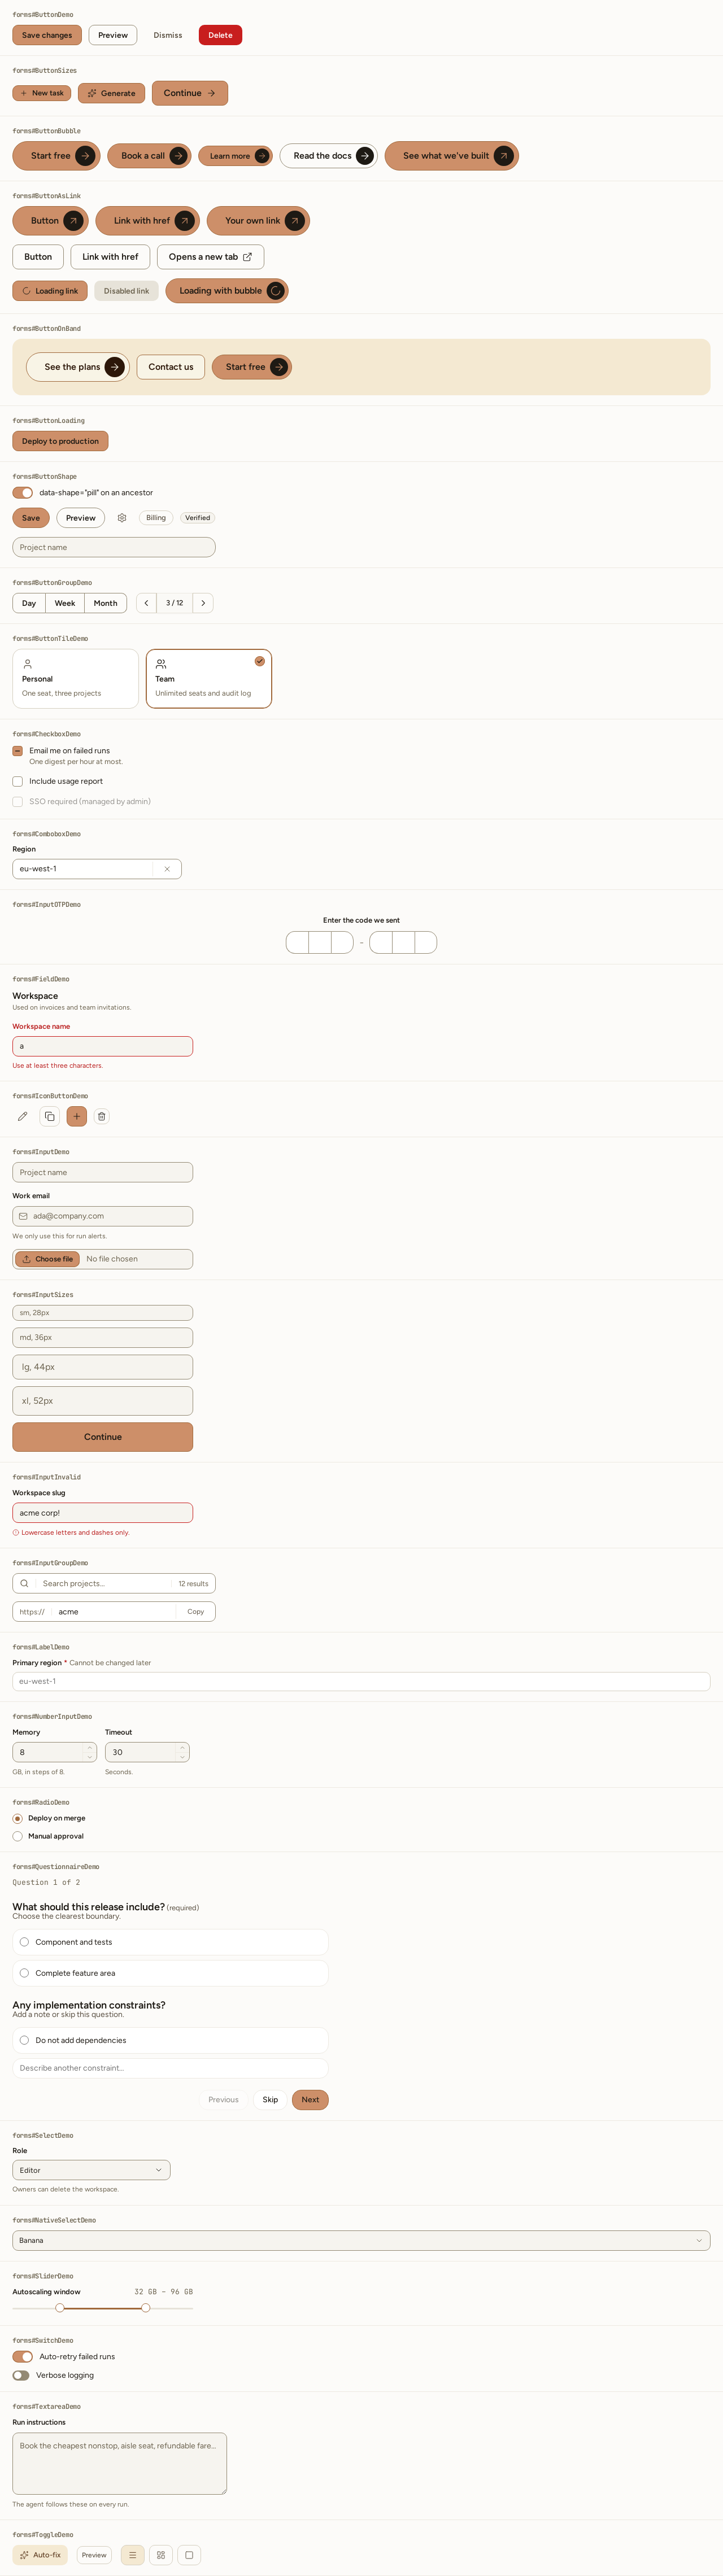 forms#ButtonDemo
Save changes Preview Dismiss Delete
forms#ButtonSizes
New task Generate Continue
forms#ButtonBubble
Start free Book a call Learn more Read the docs See what we've built
forms#ButtonAsLink
Button Link with href Your own link
Button Link with href Opens a new tab
Loading link Disabled link Loading with bubble
forms#ButtonOnBand
See the plans Contact us Start free
forms#ButtonLoading
Deploy to production
forms#ButtonShape
data-shape="pill" on an ancestor
Save Preview Billing Verified
Project name
forms#ButtonGroupDemo
Day Week Month 3 / 12
forms#ButtonTileDemo
Personal Team
One seat, three projects Unlimited seats and audit log
forms#CheckboxDemo
Email me on failed runs
One digest per hour at most.
Include usage report
SSO required (managed by admin)
forms#ComboboxDemo
Region
eu-west-1
forms#InputOTPDemo
Enter the code we sent
-
forms#FieldDemo
Workspace
Used on invoices and team invitations.
Workspace name
a
Use at least three characters.
forms#IconButtonDemo
forms#InputDemo
Project name
Work email
ada@company.com
We only use this for run alerts.
Choose file No file chosen
forms#InputSizes
sm, 28px
md, 36px
lg, 44px
xl, 52px
Continue
forms#InputInvalid
Workspace slug
acme corp!
Lowercase letters and dashes only.
forms#InputGroupDemo
Search projects... 12 results
https:// acme Copy
forms#LabelDemo
Primary region * Cannot be changed later
eu-west-1
forms#NumberInputDemo
Memory Timeout
8 30
GB, in steps of 8. Seconds.
forms#RadioDemo
Deploy on merge
Manual approval
forms#QuestionnaireDemo
Question 1 of 2
What should this release include? (required)
Choose the clearest boundary.
Component and tests
Complete feature area
Any implementation constraints?
Add a note or skip this question.
Do not add dependencies
Describe another constraint...
Previous Skip Next
forms#SelectDemo
Role
Editor
Owners can delete the workspace.
forms#NativeSelectDemo
Banana
forms#SliderDemo
Autoscaling window 32 GB – 96 GB
forms#SwitchDemo
Auto-retry failed runs
Verbose logging
forms#TextareaDemo
Run instructions
Book the cheapest nonstop, aisle seat, refundable fare...
The agent follows these on every run.
forms#ToggleDemo
Auto-fix Preview